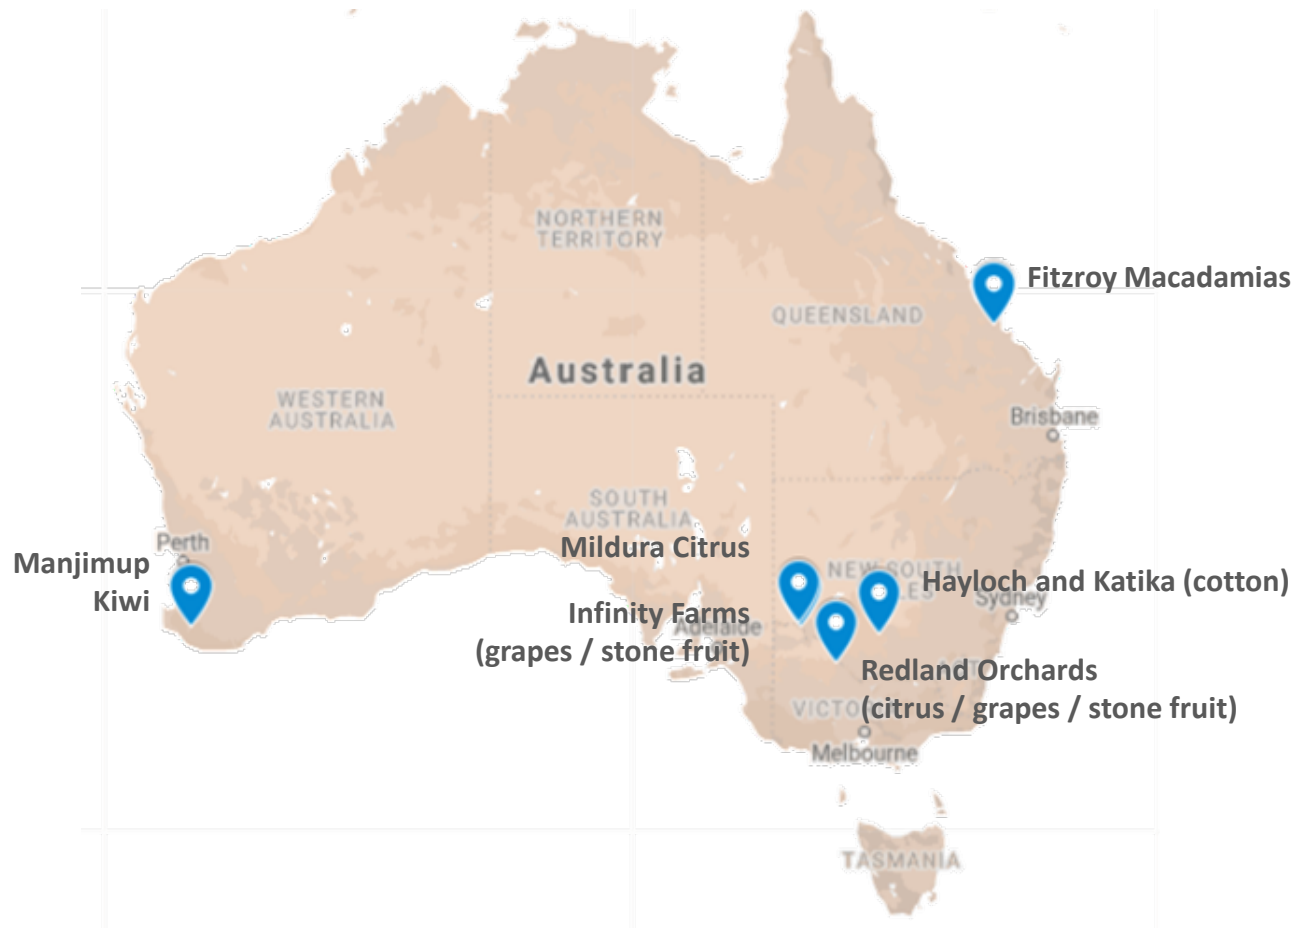 NORTHERN
TERRITORY
Fitzroy Macadamias
QUEENSLAND
Australia
WESTERN
AUSTRALIA
Brisbane
SOUTH
AUSTRALIA
Perth
Mildura Citrus
Manjimup
Kiwi
NEW SOUTH
LES
Hayloch and Katika (cotton)
Sydney
Infinity Farms
(grapes / stone fruit)
Adelaide
Redland Orchards
(citrus / grapes / stone fruit)
ACT
VICTO
Melbourne
TASMANIA